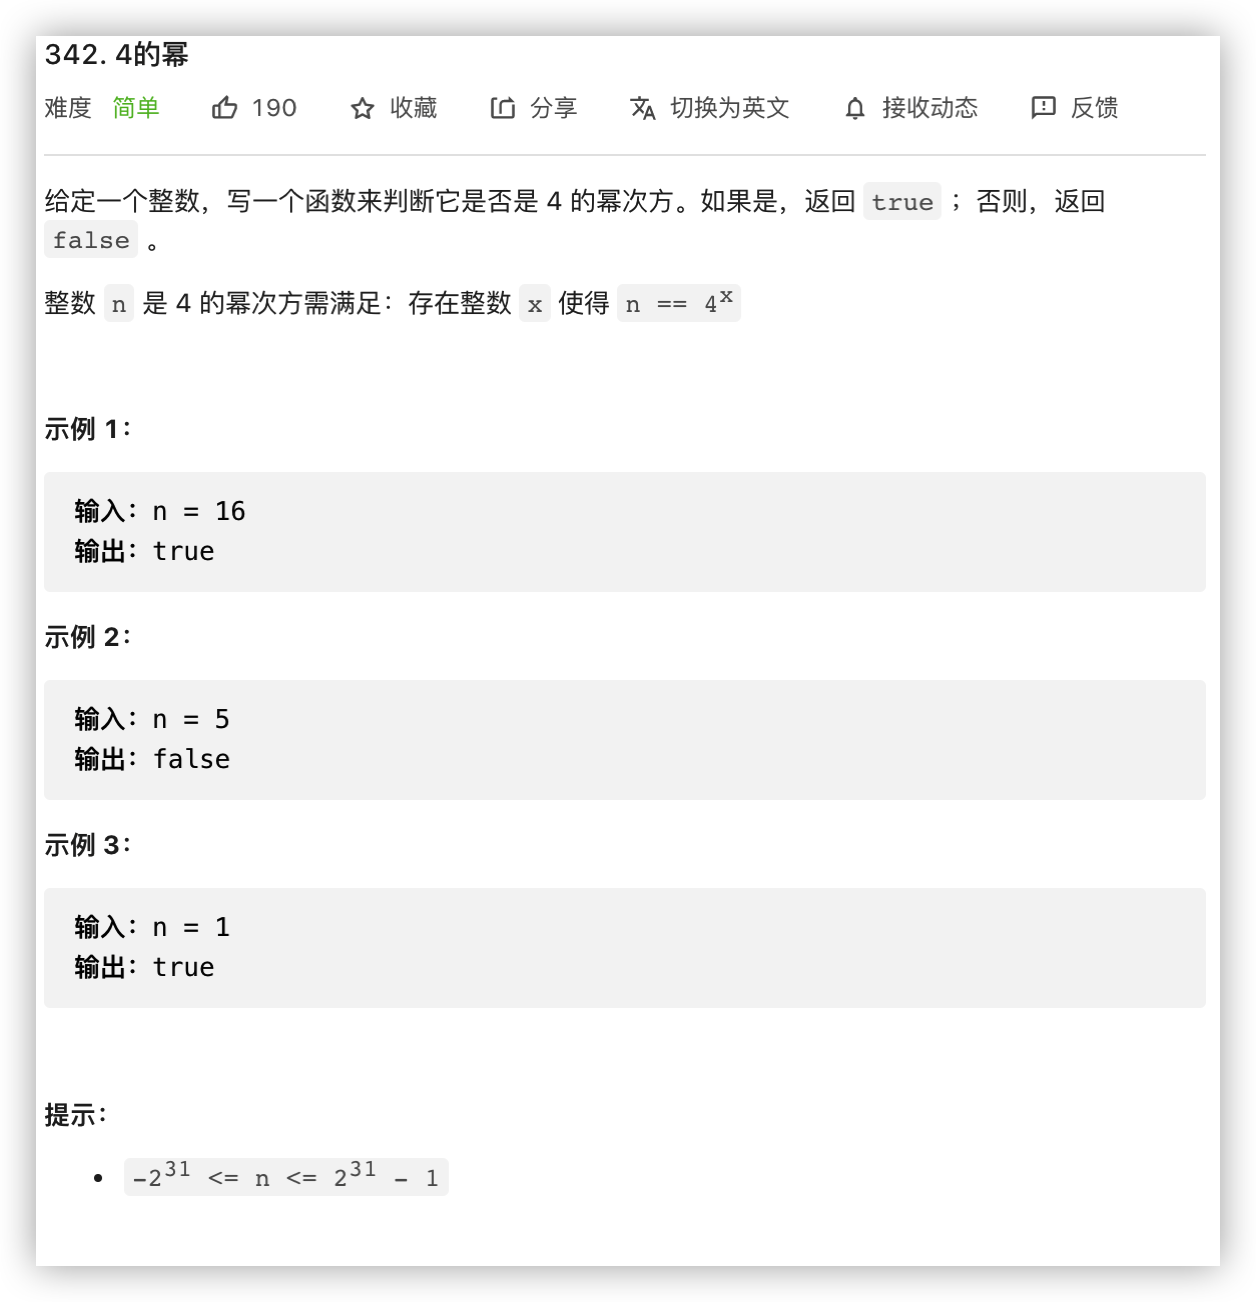 342. 4的幂
难度 简单 190 收藏 分享 切换为英文 接收动态 反馈
给定一个整数，写一个函数来判断它是否是 4 的幂次方。如果是，返回 true ；否则，返回
false 。
整数 n 是 4 的幂次方需满足：存在整数 x 使得 n == 4ˣ
示例 1：
输入：n = 16
输出：true
示例 2：
输入：n = 5
输出：false
示例 3：
输入：n = 1
输出：true
提示：
• -2³¹ <= n <= 2³¹ - 1